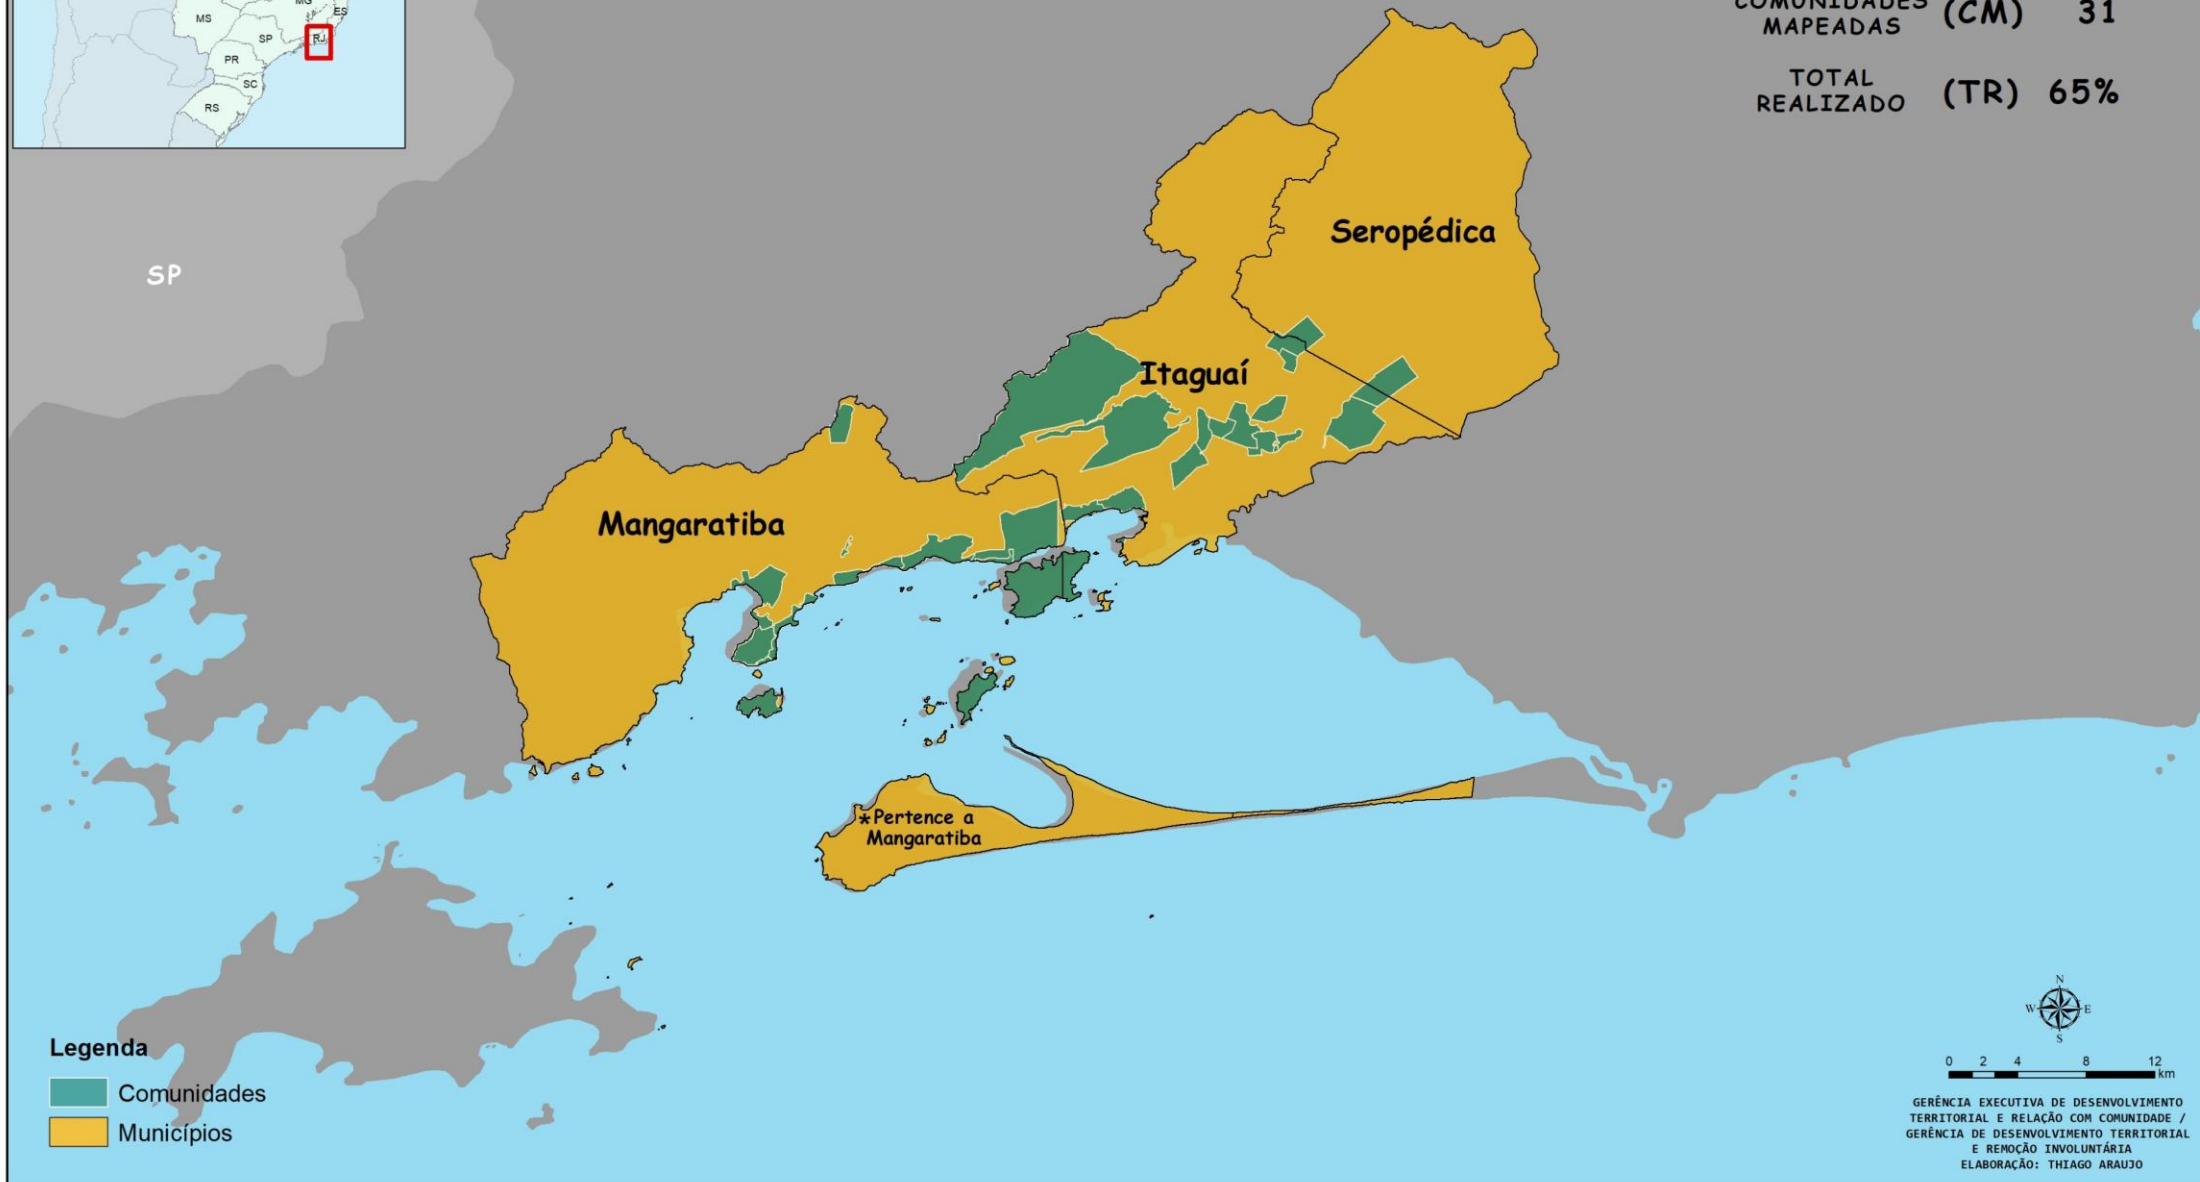 MG
ES
MS
SP
RJ
PR
SC
RS
COMUNIDADES
MAPEADAS (CM) 31
TOTAL
REALIZADO (TR) 65%
SP
Seropédica
Itaguaí
Mangaratiba
*Pertence a
Mangaratiba
Legenda
Comunidades
Municípios
N
W E
S
0 2 4 8 12
km
GERÊNCIA EXECUTIVA DE DESENVOLVIMENTO
TERRITORIAL E RELAÇÃO COM COMUNIDADE /
GERÊNCIA DE DESENVOLVIMENTO TERRITORIAL
E REMOÇÃO INVOLUNTÁRIA
ELABORAÇÃO: THIAGO ARAUJO